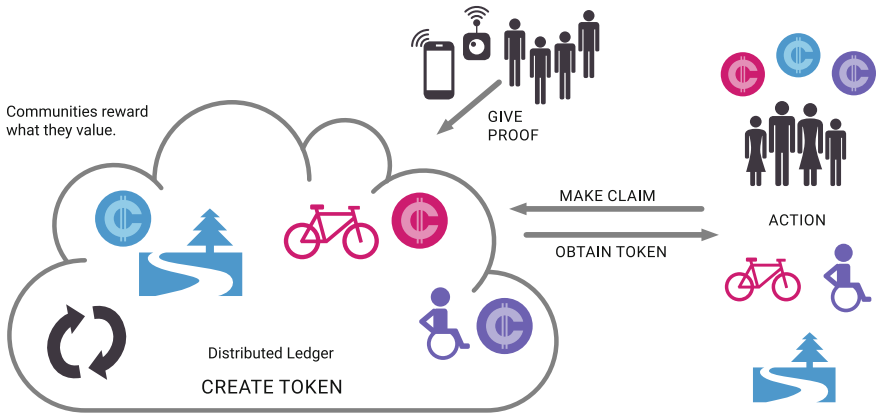 Communities reward
what they value.
GIVE
PROOF
MAKE CLAIM
OBTAIN TOKEN
ACTION
Distributed Ledger
CREATE TOKEN